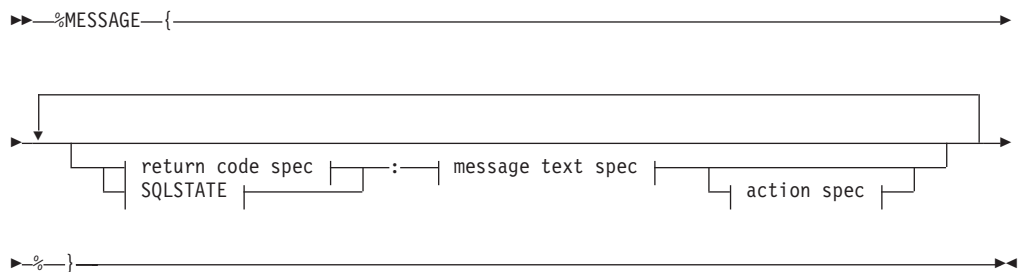 %MESSAGE {
return code spec : message text spec
SQLSTATE action spec
% }